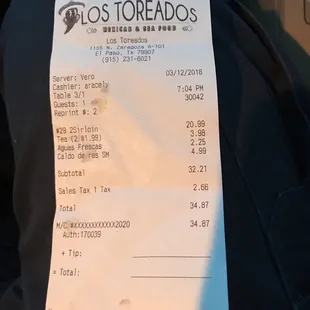 LOS TOREADOS
MEXICAN & SEA FOOD
Los Toreados
1155 N. Zaragoza A-101
El Paso, Tx 79907
(915) 231-6021
Server: Vero 03/12/2018
Cashier: aracely 7:04 PM
Table 3/1 30042
Guests: 1
Reprint #: 2
#29 2Sirloin 20.99
Tea (2 @1.99) 3.98
Aguas Frescas 2.25
Caldo de res SM 4.99
Subtotal 32.21
Sales Tax 1 Tax 2.66
Total 34.87
M/C #XXXXXXXXXXXX2020 34.87
Auth:170039
+ Tip:
= Total: